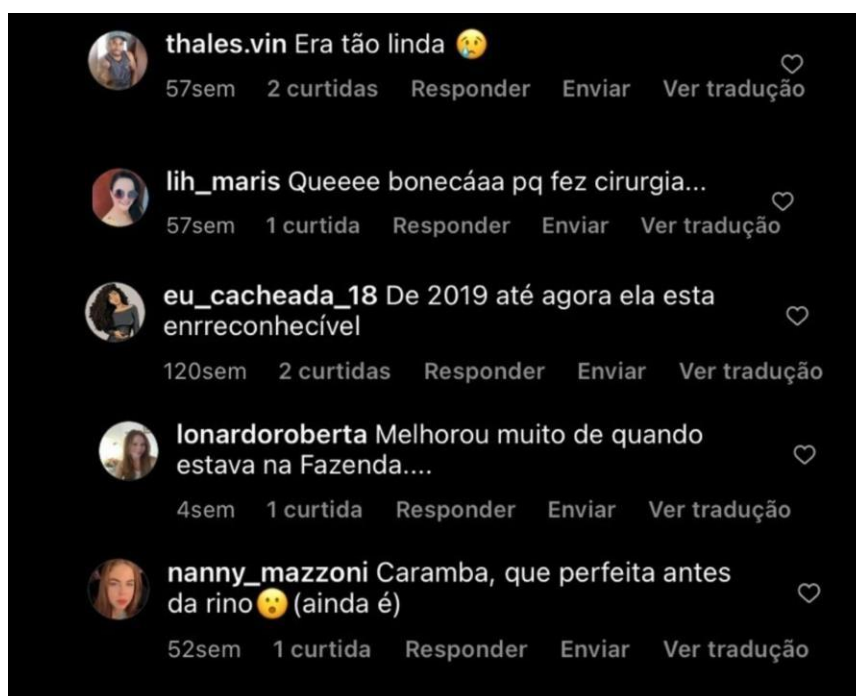 thales.vin Era tão linda 😢
57sem 2 curtidas Responder Enviar Ver tradução
lih_maris Queeee bonecáaa pq fez cirurgia...
57sem 1 curtida Responder Enviar Ver tradução
eu_cacheada_18 De 2019 até agora ela esta
enrreconhecível
120sem 2 curtidas Responder Enviar Ver tradução
lonardoroberta Melhorou muito de quando
estava na Fazenda....
4sem 1 curtida Responder Enviar Ver tradução
nanny_mazzoni Caramba, que perfeita antes
da rino😮(ainda é)
52sem 1 curtida Responder Enviar Ver tradução